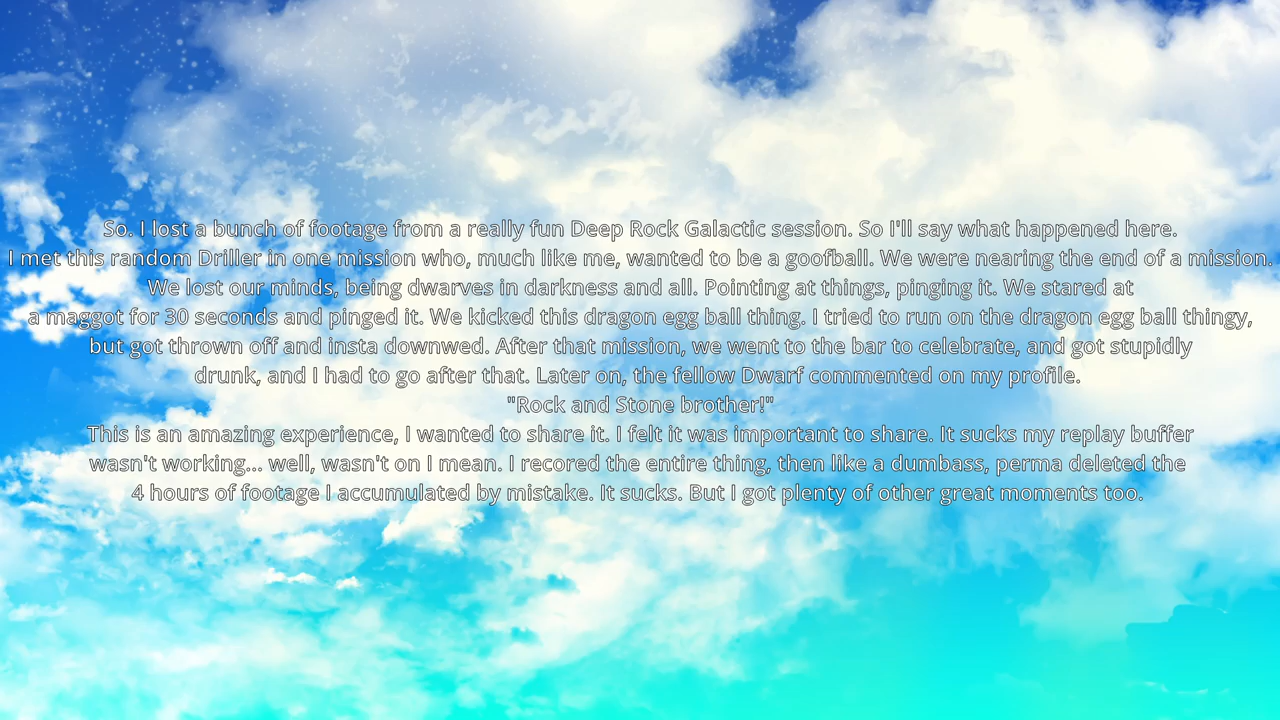 So. I lost a bunch of footage from a really fun Deep Rock Galactic session. So I'll say what happened here.
I met this random Driller in one mission who, much like me, wanted to be a goofball. We were nearing the end of a mission.
We lost our minds, being dwarves in darkness and all. Pointing at things, pinging it. We stared at
a maggot for 30 seconds and pinged it. We kicked this dragon egg ball thing. I tried to run on the dragon egg ball thingy,
but got thrown off and insta downwed. After that mission, we went to the bar to celebrate, and got stupidly
drunk, and I had to go after that. Later on, the fellow Dwarf commented on my profile.
"Rock and Stone brother!"
This is an amazing experience, I wanted to share it. I felt it was important to share. It sucks my replay buffer
wasn't working... well, wasn't on I mean. I recored the entire thing, then like a dumbass, perma deleted the
4 hours of footage I accumulated by mistake. It sucks. But I got plenty of other great moments too.